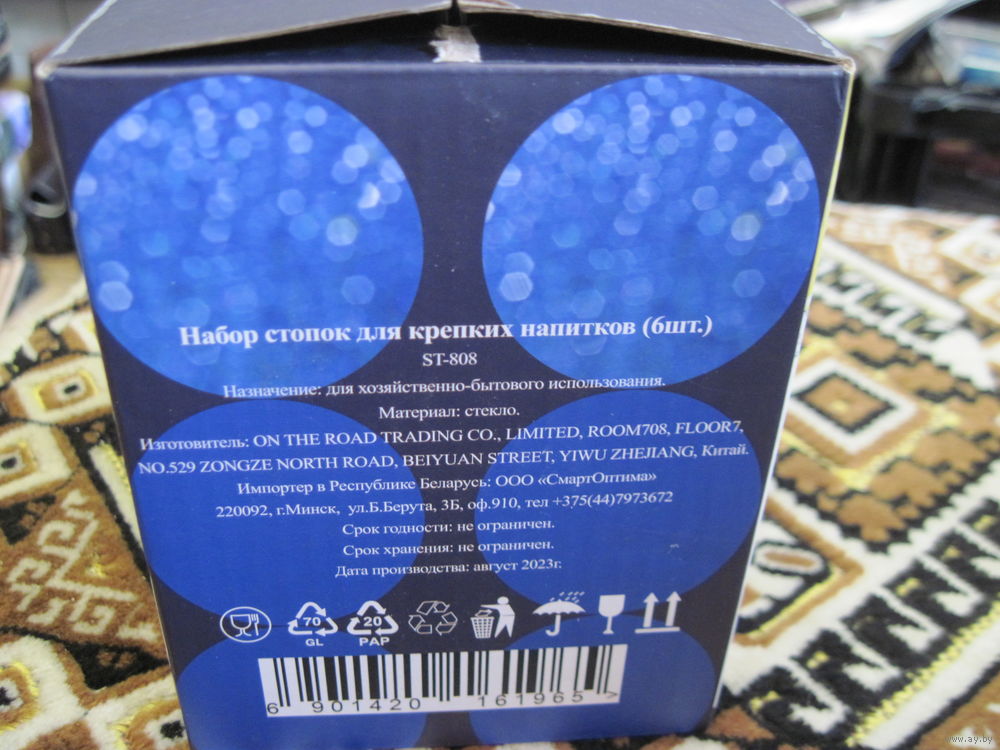 Набор стопок для крепких напитков (6шт.)
ST-808
Назначение: для хозяйственно-бытового использования.
Материал: стекло.
Изготовитель: ON THE ROAD TRADING CO., LIMITED, ROOM708, FLOOR7,
NO.529 ZONGZE NORTH ROAD, BEIYUAN STREET, YIWU ZHEJIANG, Китай.
Импортер в Республике Беларусь: ООО «СмартОптима»
220092, г.Минск, ул.Б.Берута, 3Б, оф.910, тел +375(44)7973672
Срок годности: не ограничен.
Срок хранения: не ограничен.
Дата производства: август 2023г.
70 20
GL PAP
6 901420 161965 >
www.ay.by